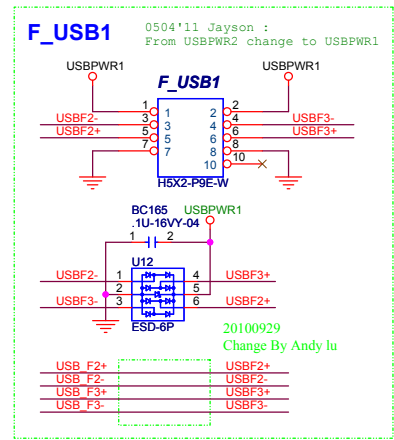 F_USB1
0504'11 Jayson :
From USBPWR2 change to USBPWR1
USBPWR1 USBPWR1
F_USB1
1 1 2 2
USBF2- 3 3 4 4 USBF3-
USBF2+ 5 5 6 6 USBF3+
7 7 8 8
10 10
H5X2-P9E-W
BC165 USBPWR1
.1U-16VY-04
1 2
U12
USBF2- 1 4 USBF3+
2 5
USBF3- 3 6 USBF2+
ESD-6P
20100929
Change By Andy lu
USB_F2+ USBF2+
USB_F2- USBF2-
USB_F3+ USBF3+
USB_F3- USBF3-